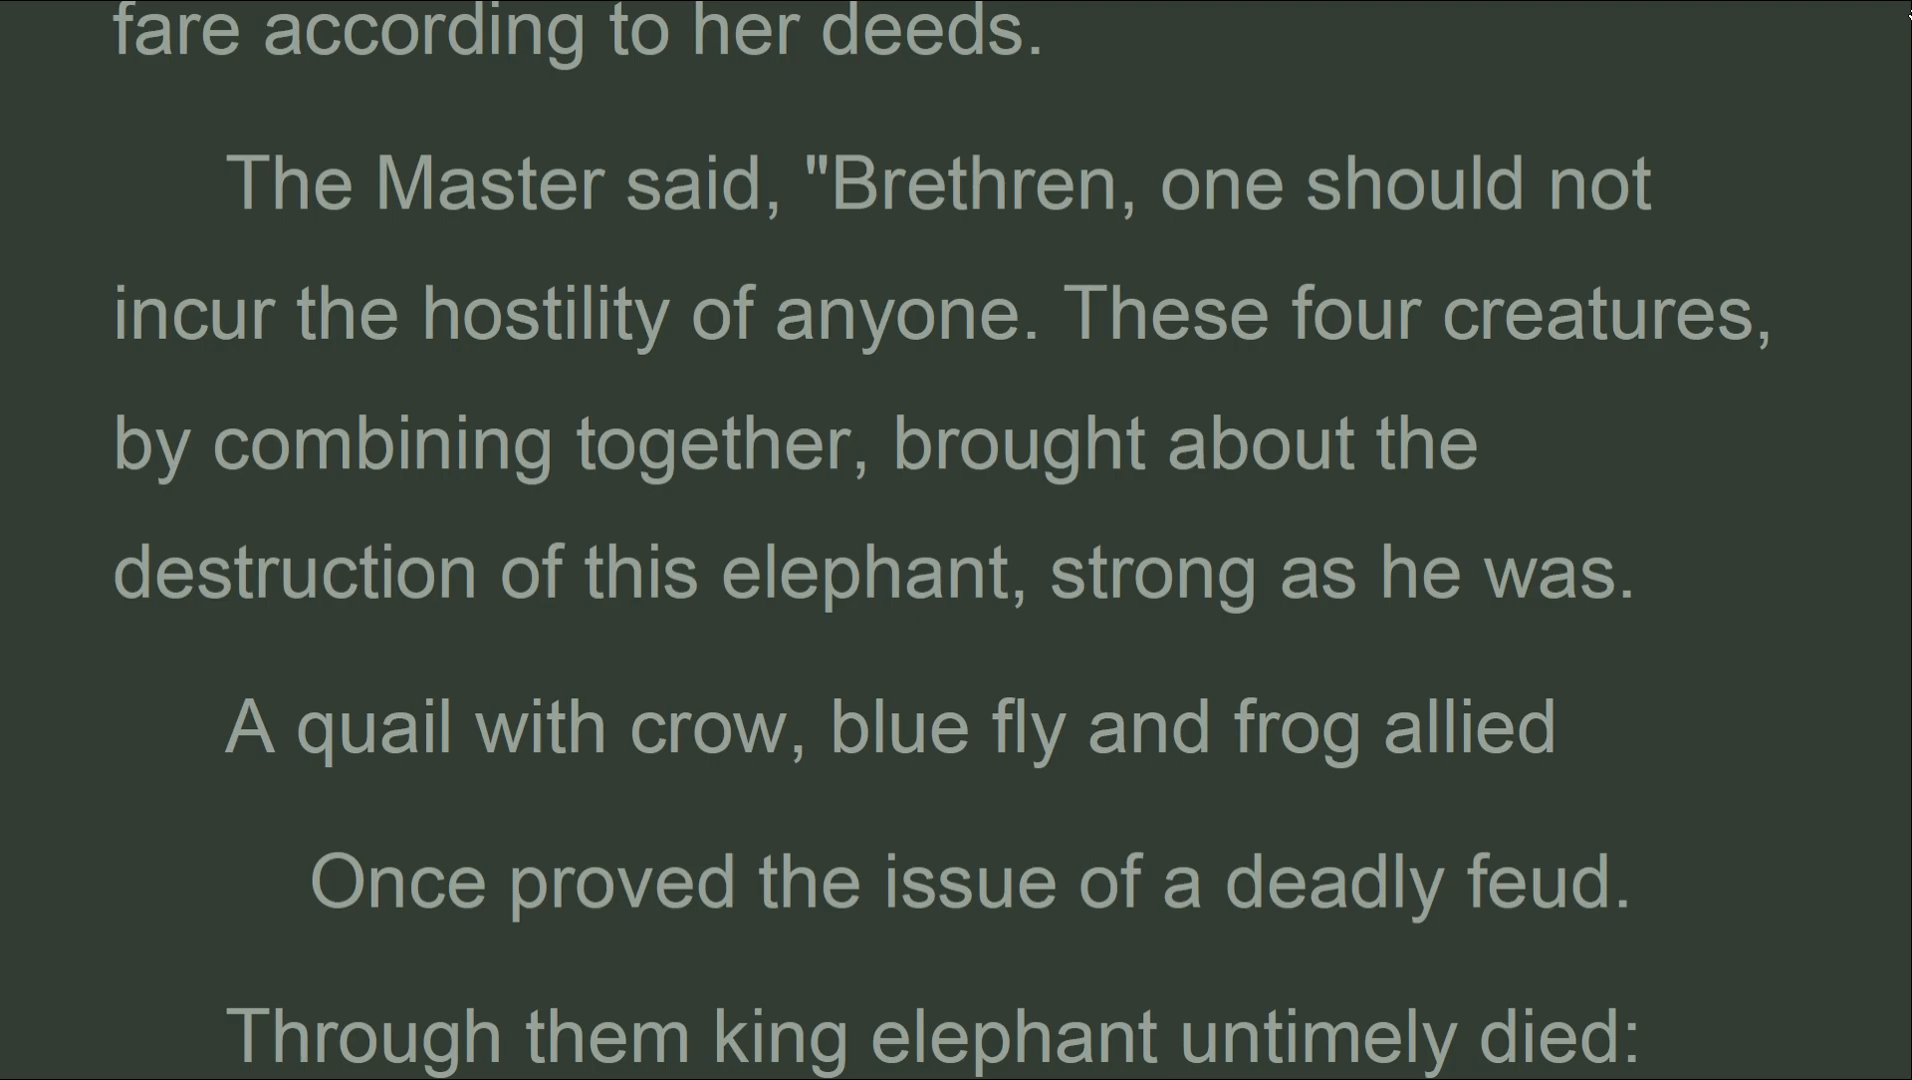 fare according to her deeds.
The Master said, "Brethren, one should not
incur the hostility of anyone. These four creatures,
by combining together, brought about the
destruction of this elephant, strong as he was.
A quail with crow, blue fly and frog allied
Once proved the issue of a deadly feud.
Through them king elephant untimely died: